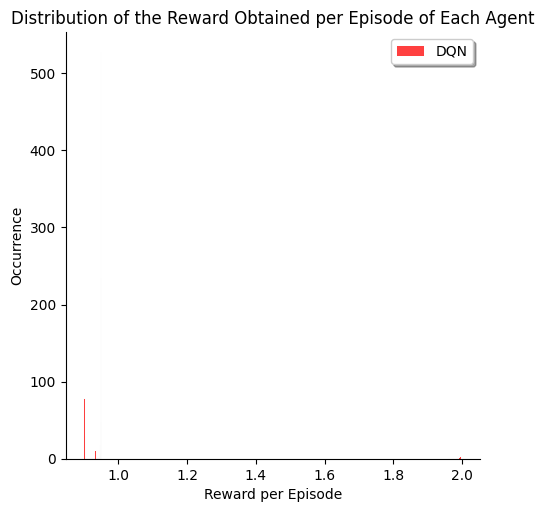 Distribution of the Reward Obtained per Episode of Each Agent
DQN
500
400
300
200
100
0
1.0 1.2 1.4 1.6 1.8 2.0
Occurrence
Reward per Episode